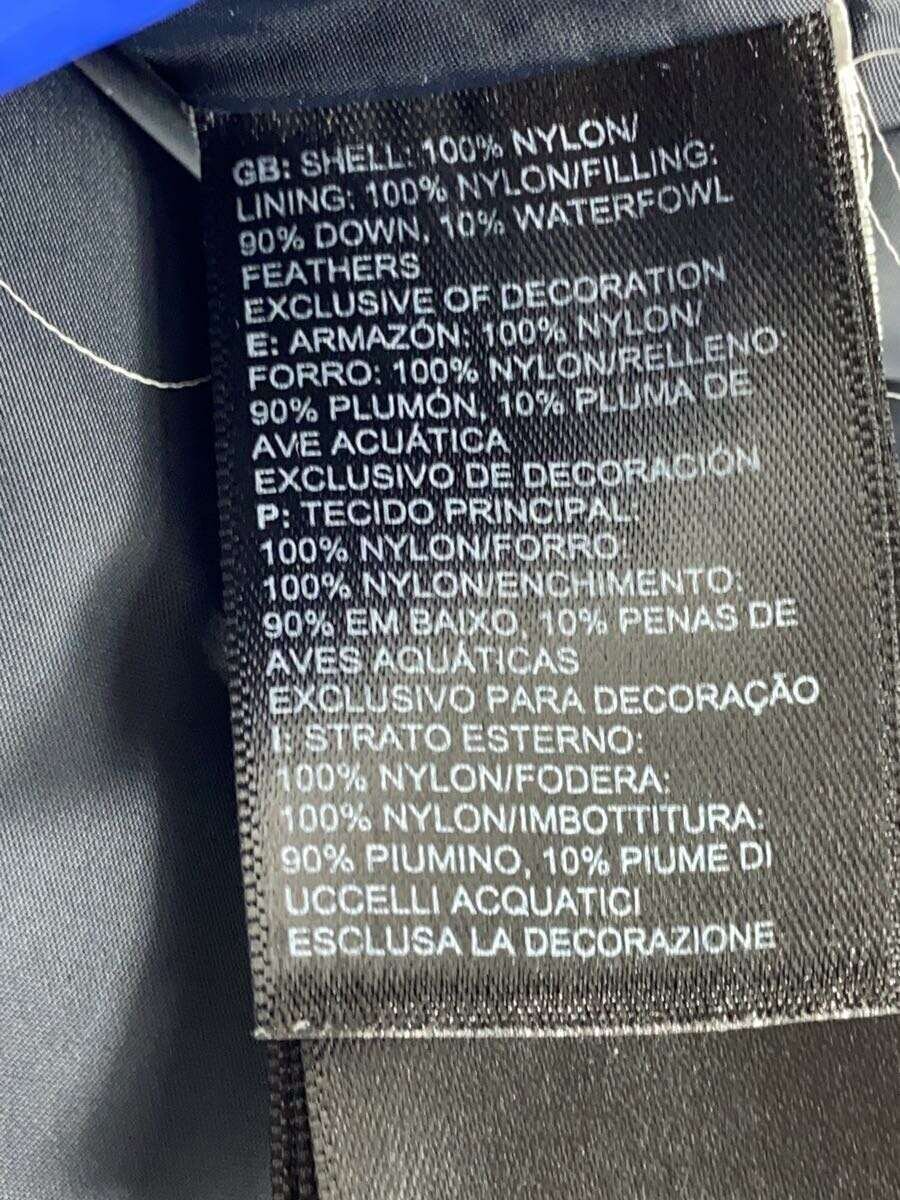 GB: SHELL: 100% NYLON/
LINING: 100% NYLON/FILLING:
90% DOWN, 10% WATERFOWL
FEATHERS
EXCLUSIVE OF DECORATION
E: ARMAZÓN: 100% NYLON/
FORRO: 100% NYLON/RELLENO:
90% PLUMÓN, 10% PLUMA DE
AVE ACUÁTICA
EXCLUSIVO DE DECORACIÓN
P: TECIDO PRINCIPAL:
100% NYLON/FORRO
100% NYLON/ENCHIMENTO:
90% EM BAIXO, 10% PENAS DE
AVES AQUÁTICAS
EXCLUSIVO PARA DECORAÇÃO
I: STRATO ESTERNO:
100% NYLON/FODERA:
100% NYLON/IMBOTTITURA:
90% PIUMINO, 10% PIUME DI
UCCELLI ACQUATICI
ESCLUSA LA DECORAZIONE